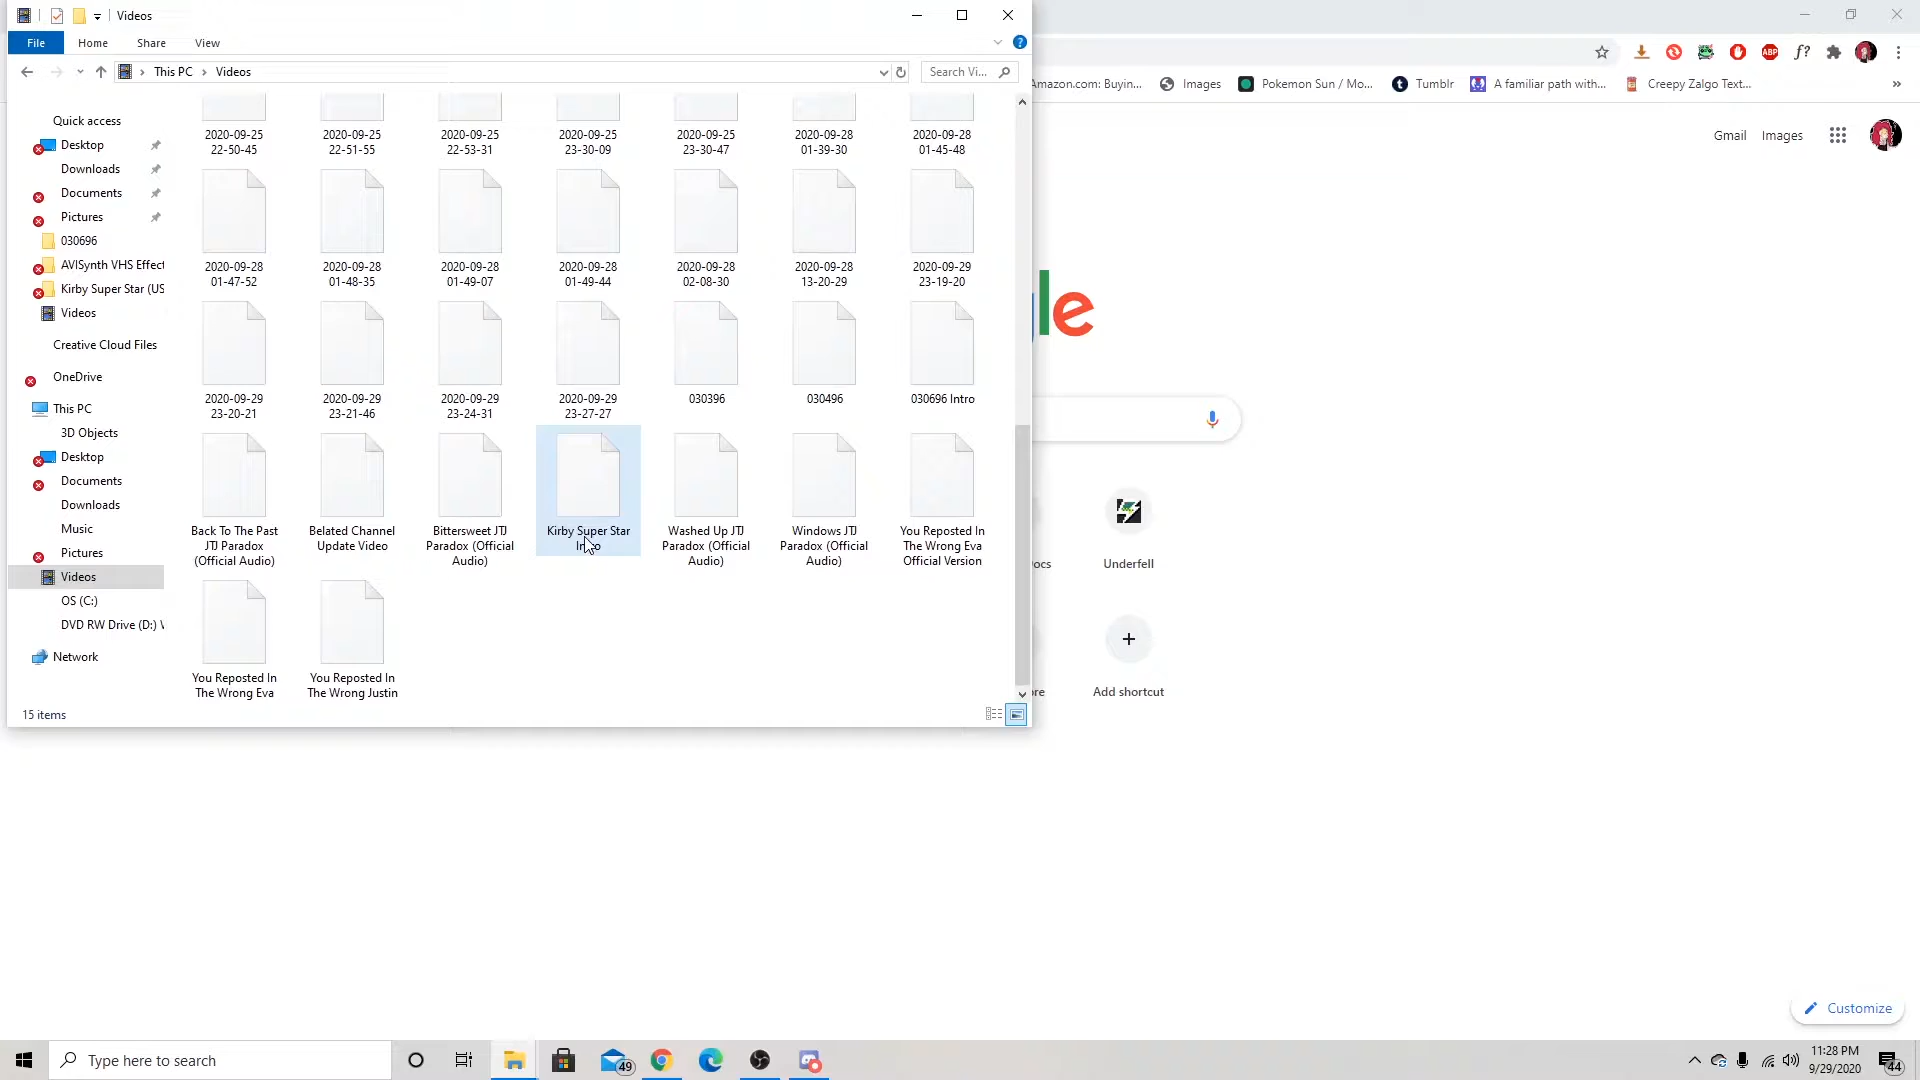 Videos
File Home Share View
This PC Videos Search Vi...
Amazon.com: Buyin... Images Pokemon Sun / Mo... Tumblr A familiar path with... Creepy Zalgo Text...
ABP f?
Gmail Images
Quick access
Desktop
Downloads
Documents
Pictures
030696
AVISynth VHS Effect
Kirby Super Star (US
Videos
Creative Cloud Files
OneDrive
This PC
3D Objects
Desktop
Documents
Downloads
Music
Pictures
Videos
OS (C:)
DVD RW Drive (D:) V
Network
2020-09-25 22-50-45
2020-09-25 22-51-55
2020-09-25 22-53-31
2020-09-25 23-30-09
2020-09-25 23-30-47
2020-09-28 01-39-30
2020-09-28 01-45-48
2020-09-28 01-47-52
2020-09-28 01-48-35
2020-09-28 01-49-07
2020-09-28 01-49-44
2020-09-28 02-08-30
2020-09-28 13-20-29
2020-09-29 23-19-20
2020-09-29 23-20-21
2020-09-29 23-21-46
2020-09-29 23-24-31
2020-09-29 23-27-27
030396
030496
030696 Intro
Back To The Past JTJ Paradox (Official Audio)
Belated Channel Update Video
Bittersweet JTJ Paradox (Official Audio)
Kirby Super Star Intro
Washed Up JTJ Paradox (Official Audio)
Windows JTJ Paradox (Official Audio)
You Reposted In The Wrong Eva Official Version
You Reposted In The Wrong Eva
You Reposted In The Wrong Justin
15 items
le
ocs
Underfell
re
Add shortcut
Customize
Type here to search
49
11:28 PM
9/29/2020
44